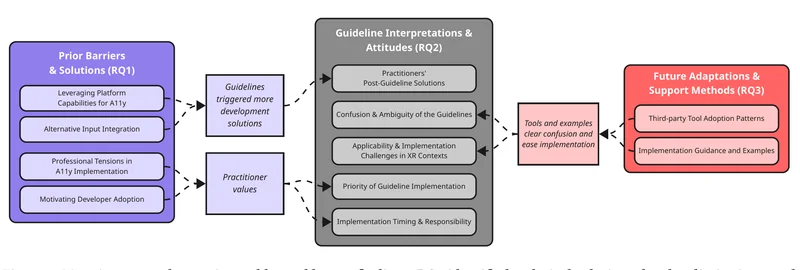 Prior Barriers
& Solutions (RQ1)
Leveraging Platform
Capabilities for A11y
Alternative Input Integration
Professional Tensions in
A11y Implementation
Motivating Developer Adoption
Guidelines
triggered more
development
solutions
Practitioner
values
Guideline Interpretations &
Attitudes (RQ2)
Practitioners'
Post-Guideline Solutions
Confusion & Ambiguity of the Guidelines
Applicability & Implementation
Challenges in XR Contexts
Priority of Guideline Implementation
Implementation Timing & Responsibility
Tools and examples
clear confusion and
ease implementation
Future Adaptations &
Support Methods (RQ3)
Third-party Tool Adoption Patterns
Implementation Guidance and Examples